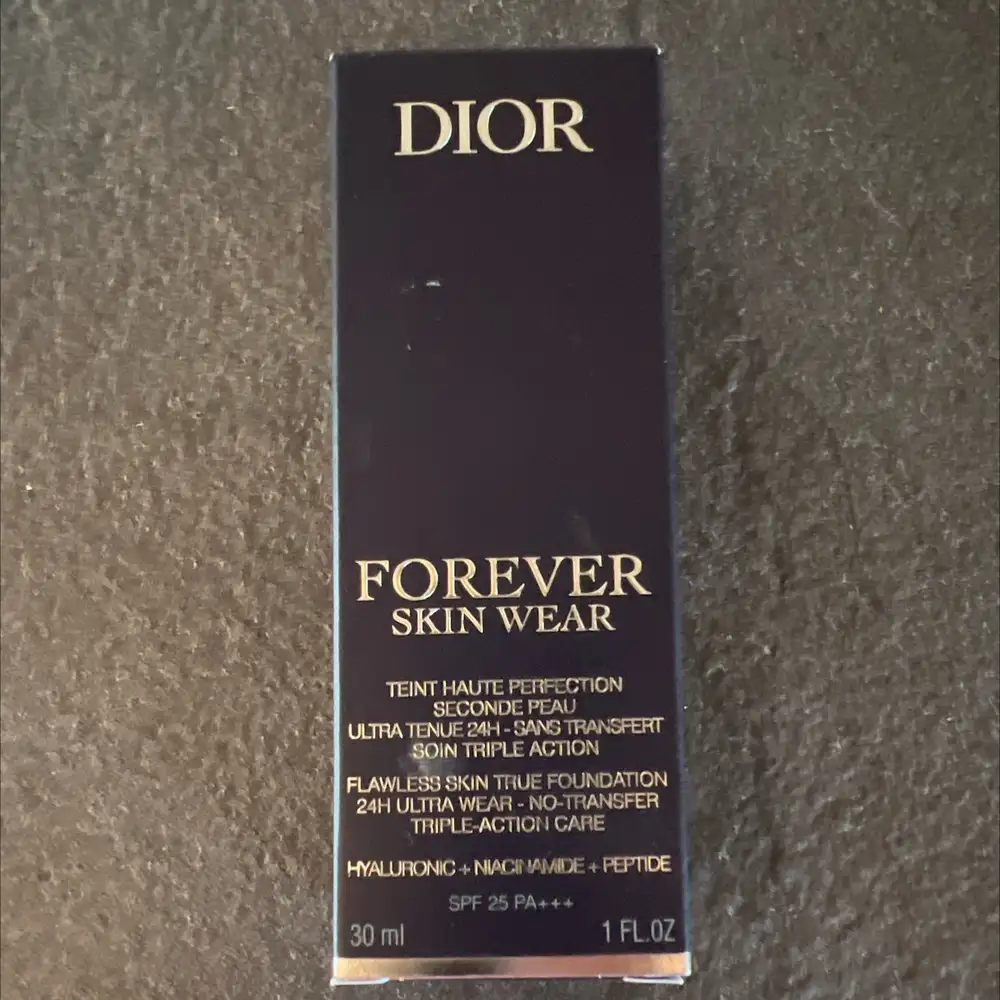 DIOR
FOREVER
SKIN WEAR
TEINT HAUTE PERFECTION
SECONDE PEAU
ULTRA TENUE 24H - SANS TRANSFERT
SOIN TRIPLE ACTION
FLAWLESS SKIN TRUE FOUNDATION
24H ULTRA WEAR - NO-TRANSFER
TRIPLE-ACTION CARE
HYALURONIC + NIACINAMIDE + PEPTIDE
SPF 25 PA+++
30 ml 1 FL.OZ